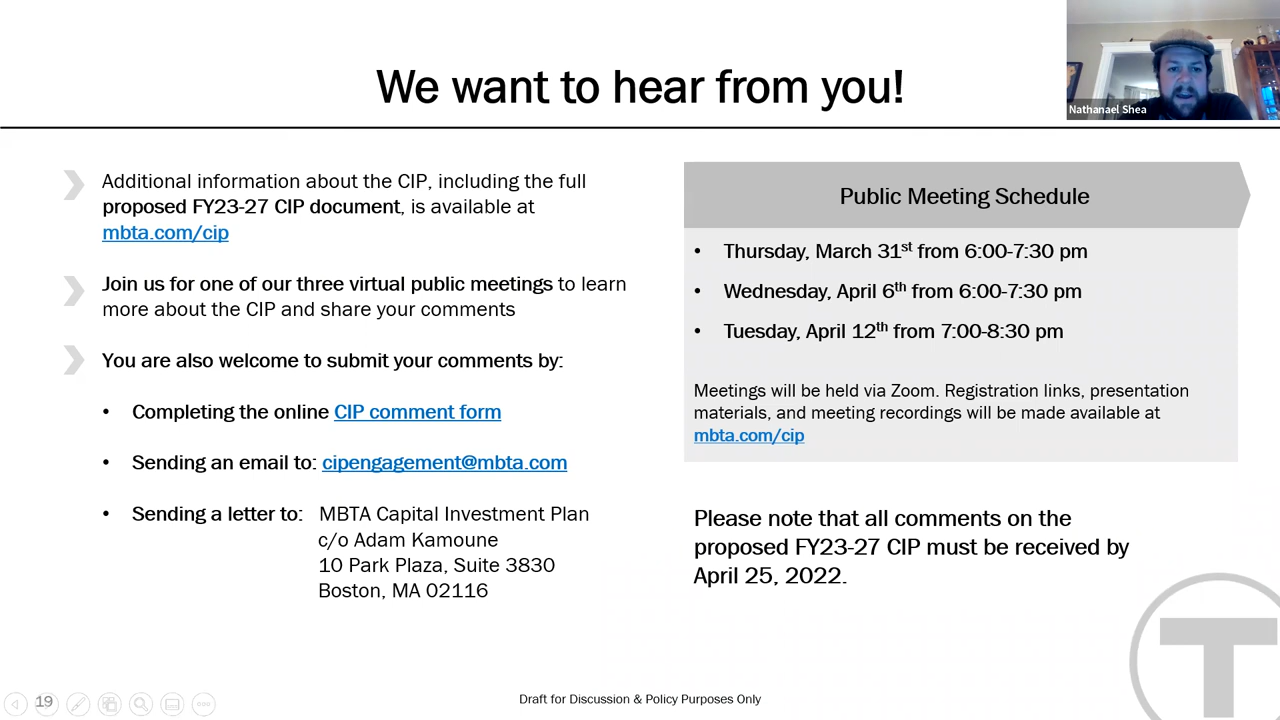 We want to hear from you!
Nathanael Shea
Additional information about the CIP, including the full
proposed FY23-27 CIP document, is available at
mbta.com/cip
Join us for one of our three virtual public meetings to learn
more about the CIP and share your comments
You are also welcome to submit your comments by:
• Completing the online CIP comment form
• Sending an email to: cipengagement@mbta.com
• Sending a letter to: MBTA Capital Investment Plan
c/o Adam Kamoune
10 Park Plaza, Suite 3830
Boston, MA 02116
Public Meeting Schedule
• Thursday, March 31st from 6:00-7:30 pm
• Wednesday, April 6th from 6:00-7:30 pm
• Tuesday, April 12th from 7:00-8:30 pm
Meetings will be held via Zoom. Registration links, presentation
materials, and meeting recordings will be made available at
mbta.com/cip
Please note that all comments on the
proposed FY23-27 CIP must be received by
April 25, 2022.
T
19
Draft for Discussion & Policy Purposes Only